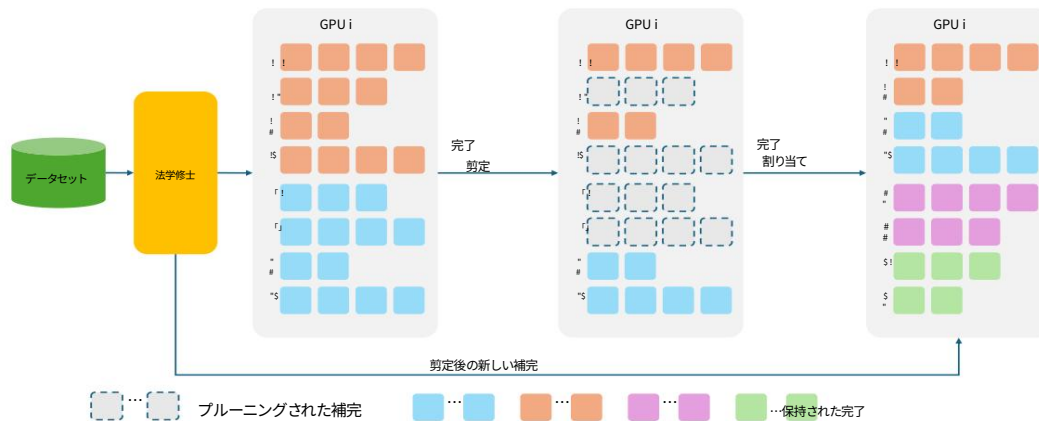 GPU i
GPU i
GPU i
! !
!"
!
#
!$
「!
「」
"
#
"$
! !
!"
!
#
!$
「!
"
#
"$
! !
!
#
"
#
"$
#
"
#
#
$!
$
"
データセット
法学修士
完了
剪定
完了
割り当て
剪定後の新しい補完
… プルーニングされた補完
… … … …保持された完了